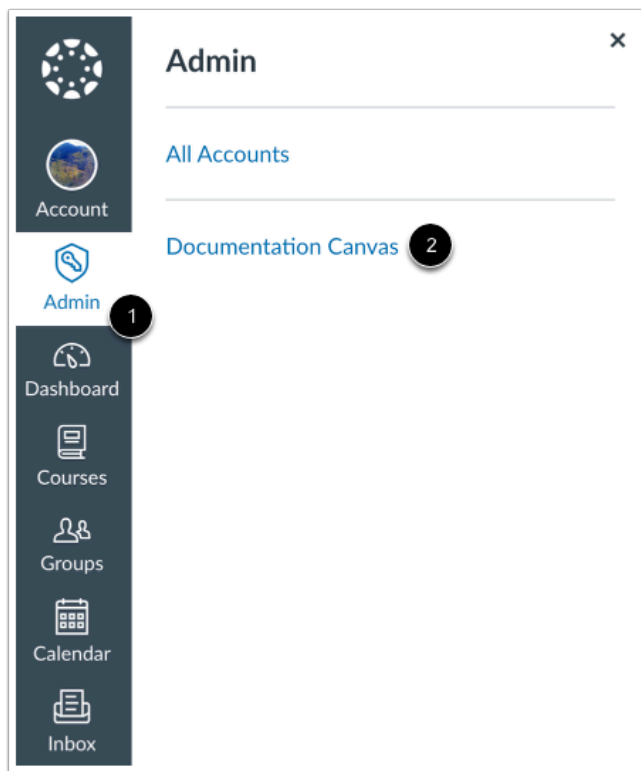 Admin
×
All Accounts
Documentation Canvas 2
Account
Admin
1
Dashboard
Courses
Groups
Calendar
Inbox